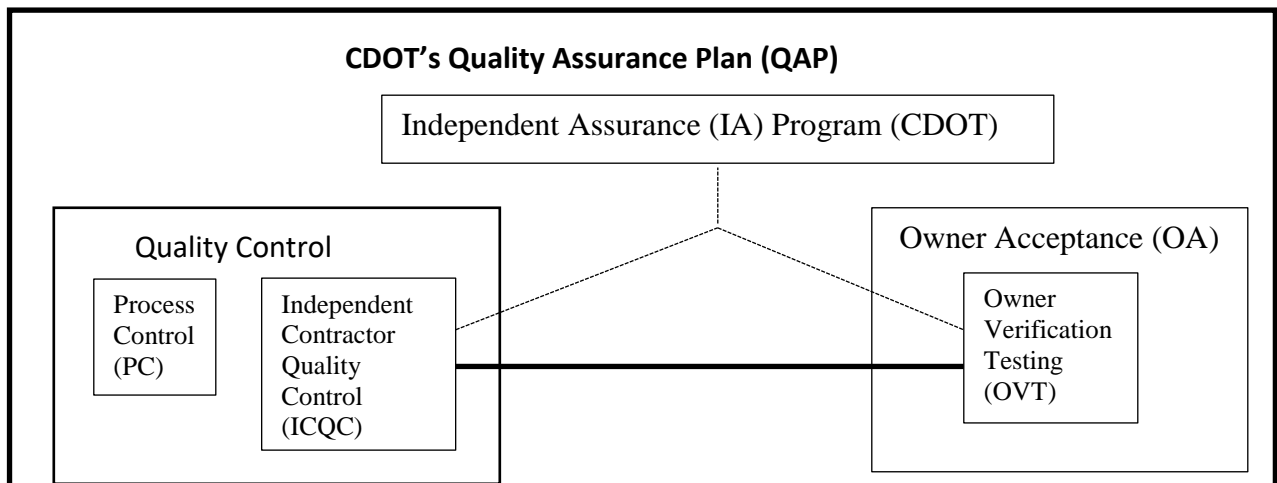 CDOT’s Quality Assurance Plan (QAP)
Independent Assurance (IA) Program (CDOT)
Quality Control
Process
Control
(PC)
Independent
Contractor
Quality
Control
(ICQC)
Owner Acceptance (OA)
Owner
Verification
Testing
(OVT)